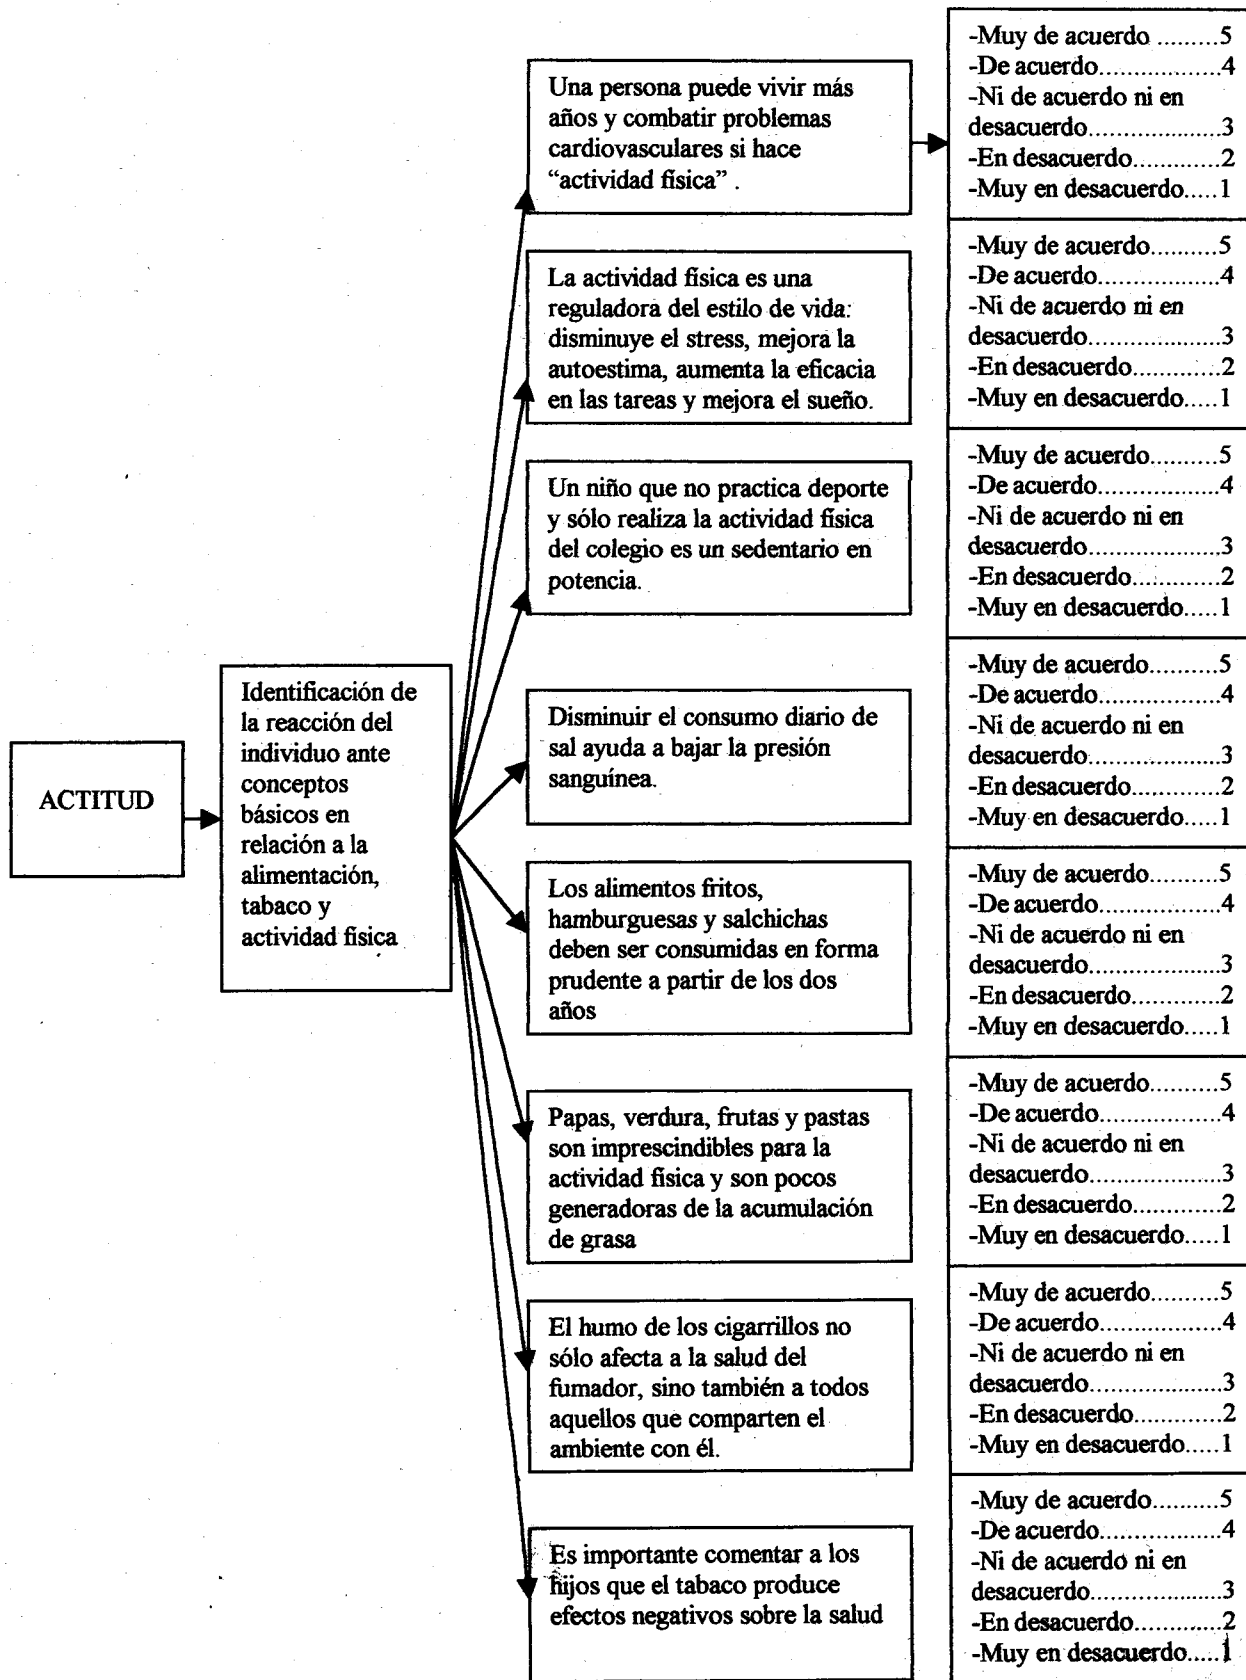 ACTITUD
Identificación de
la reacción del
individuo ante
conceptos
básicos en
relación a la
alimentación,
tabaco y
actividad física
Una persona puede vivir más
años y combatir problemas
cardiovasculares si hace
“actividad física” .
-Muy de acuerdo .........5
-De acuerdo.................4
-Ni de acuerdo ni en
desacuerdo...................3
-En desacuerdo............2
-Muy en desacuerdo.....1
La actividad física es una
reguladora del estilo de vida:
disminuye el stress, mejora la
autoestima, aumenta la eficacia
en las tareas y mejora el sueño.
-Muy de acuerdo..........5
-De acuerdo.................4
-Ni de acuerdo ni en
desacuerdo...................3
-En desacuerdo............2
-Muy en desacuerdo.....1
Un niño que no practica deporte
y sólo realiza la actividad física
del colegio es un sedentario en
potencia.
-Muy de acuerdo..........5
-De acuerdo.................4
-Ni de acuerdo ni en
desacuerdo...................3
-En desacuerdo............2
-Muy en desacuerdo.....1
Disminuir el consumo diario de
sal ayuda a bajar la presión
sanguínea.
-Muy de acuerdo..........5
-De acuerdo.................4
-Ni de acuerdo ni en
desacuerdo...................3
-En desacuerdo............2
-Muy en desacuerdo.....1
Los alimentos fritos,
hamburguesas y salchichas
deben ser consumidas en forma
prudente a partir de los dos
años
-Muy de acuerdo..........5
-De acuerdo.................4
-Ni de acuerdo ni en
desacuerdo...................3
-En desacuerdo............2
-Muy en desacuerdo.....1
Papas, verdura, frutas y pastas
son imprescindibles para la
actividad física y son pocos
generadoras de la acumulación
de grasa
-Muy de acuerdo..........5
-De acuerdo.................4
-Ni de acuerdo ni en
desacuerdo...................3
-En desacuerdo............2
-Muy en desacuerdo.....1
El humo de los cigarrillos no
sólo afecta a la salud del
fumador, sino también a todos
aquellos que comparten el
ambiente con él.
-Muy de acuerdo..........5
-De acuerdo.................4
-Ni de acuerdo ni en
desacuerdo...................3
-En desacuerdo............2
-Muy en desacuerdo.....1
Es importante comentar a los
hijos que el tabaco produce
efectos negativos sobre la salud
-Muy de acuerdo..........5
-De acuerdo.................4
-Ni de acuerdo ni en
desacuerdo...................3
-En desacuerdo............2
-Muy en desacuerdo.....1